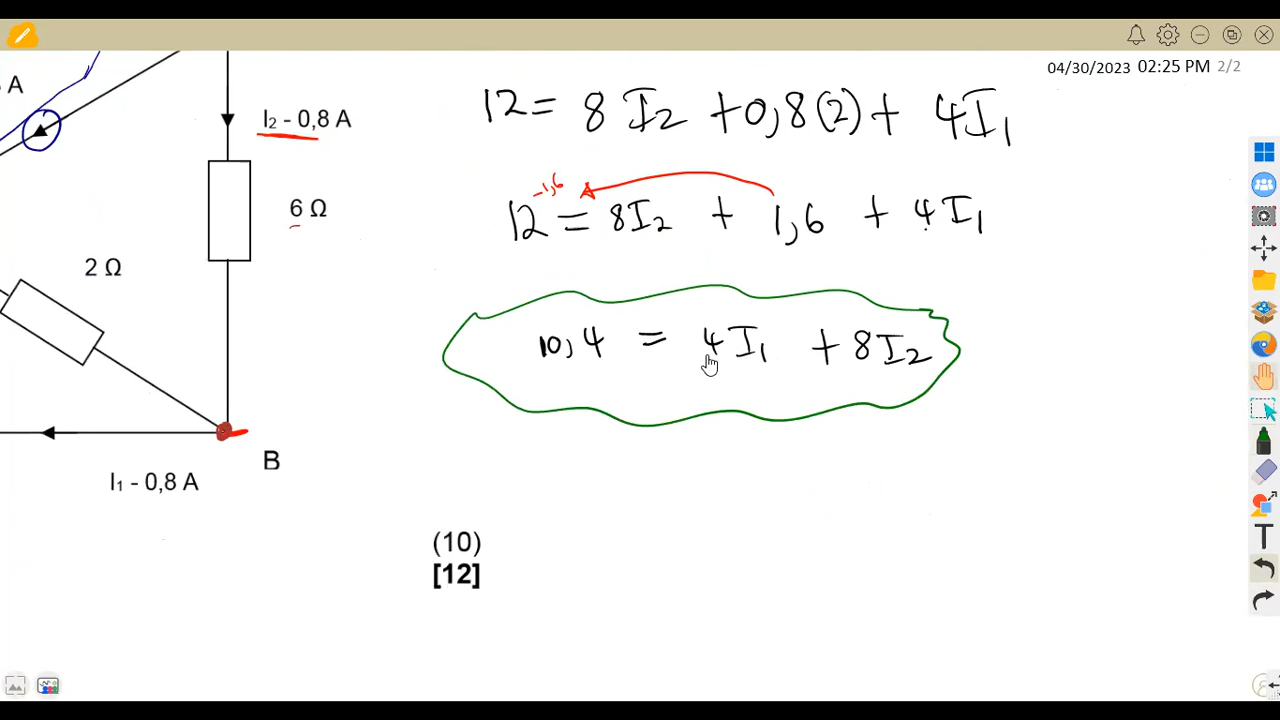 04/30/2023 02:25 PM 2/2
A
I2 - 0,8 A
6 Ω
2 Ω
B
I1 - 0,8 A
(10)
[12]
12 = 8 I2 + 0,8(2) + 4I1
-1,6
12 = 8I2 + 1,6 + 4I1
10,4 = 4I1 + 8I2
T